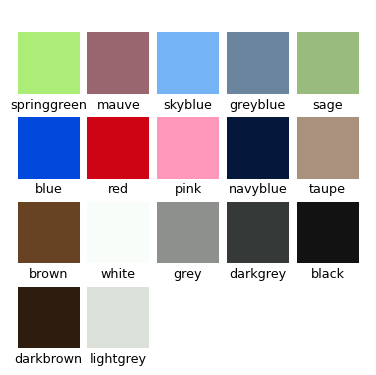 springgreen mauve skyblue greyblue sage
blue red pink navyblue taupe
brown white grey darkgrey black
darkbrown lightgrey